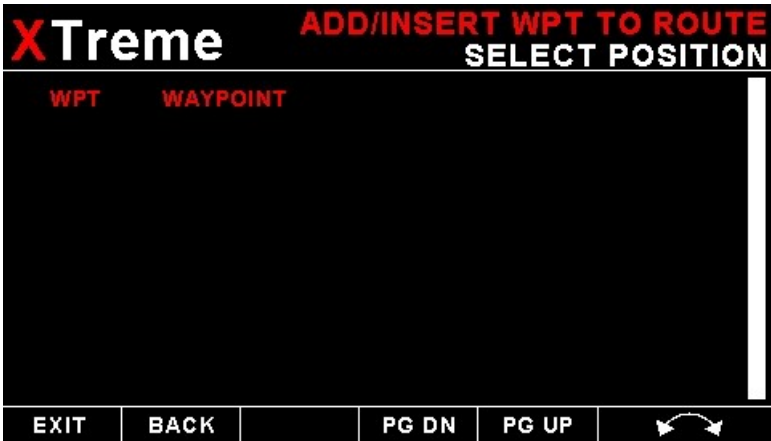 XTreme
ADD/INSERT WPT TO ROUTE
SELECT POSITION
WPT WAYPOINT
EXIT BACK PG DN PG UP